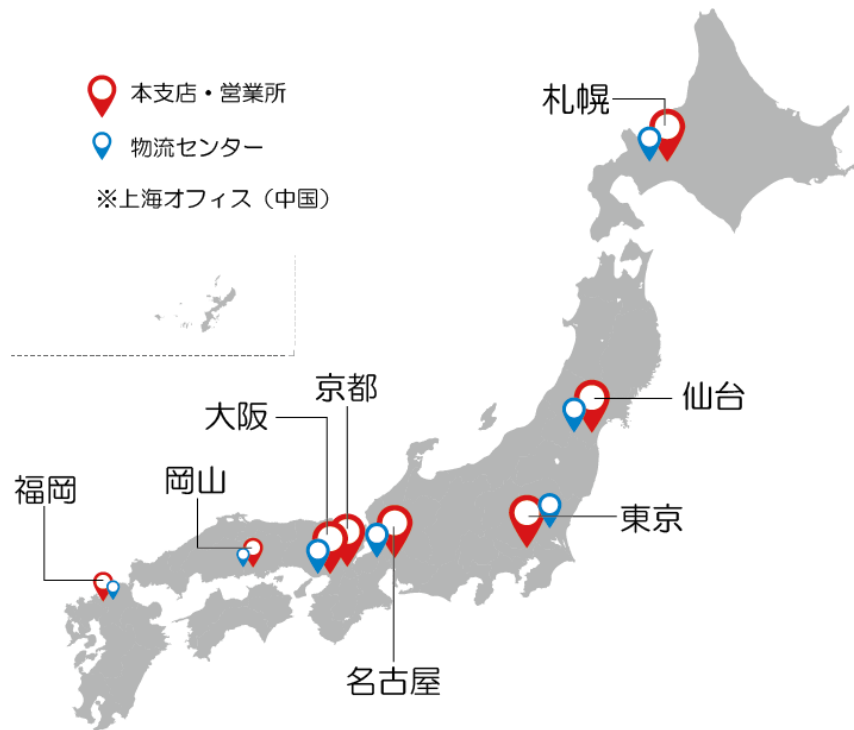 本支店・営業所
物流センター
※上海オフィス（中国）
札幌
仙台
京都
大阪
岡山
福岡
東京
名古屋